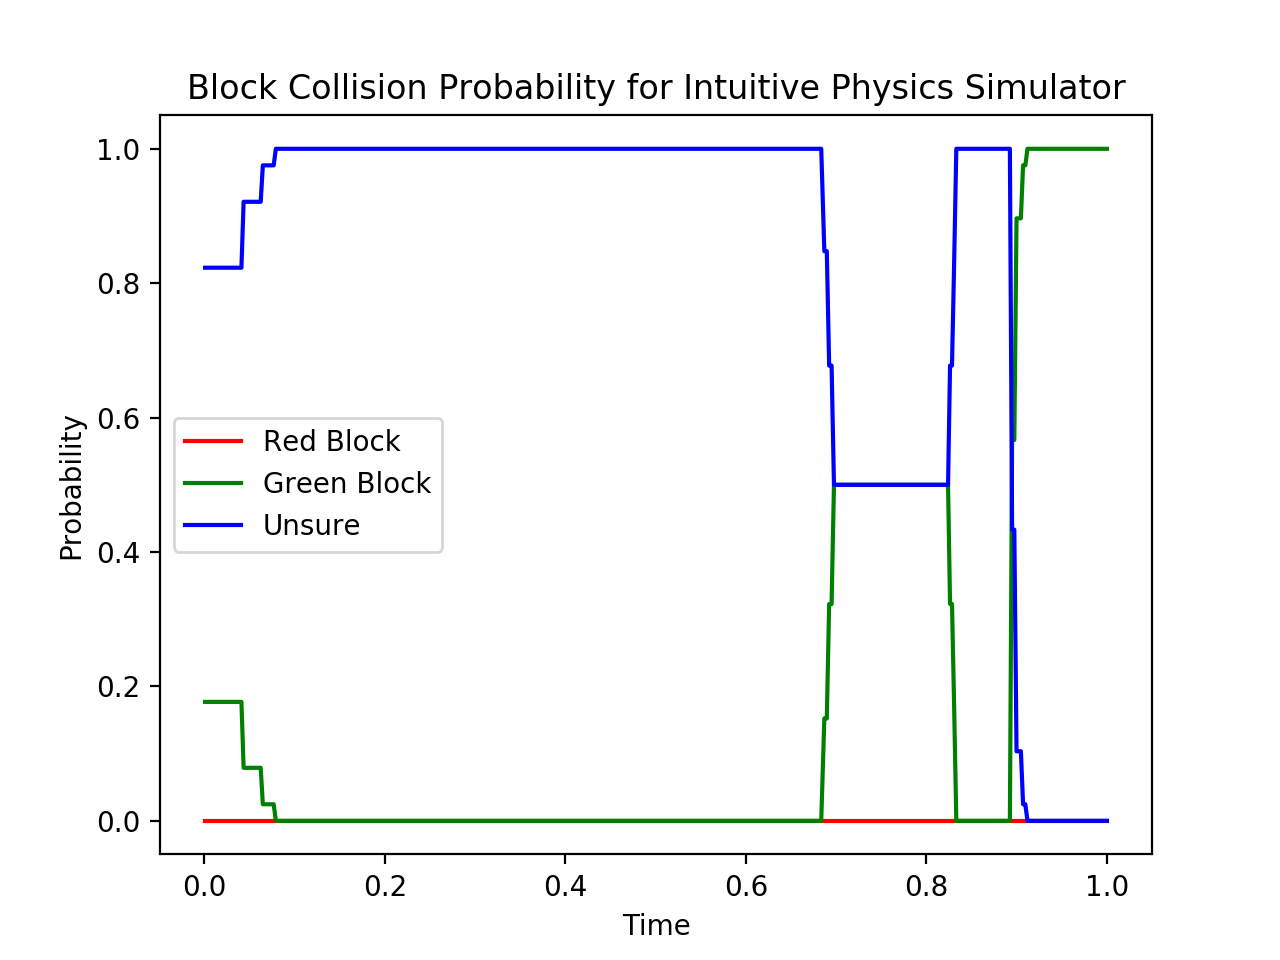 Block Collision Probability for Intuitive Physics Simulator
1.0
0.8
0.6
0.4
0.2
0.0
Probability
Red Block
Green Block
Unsure
0.0 0.2 0.4 0.6 0.8 1.0
Time